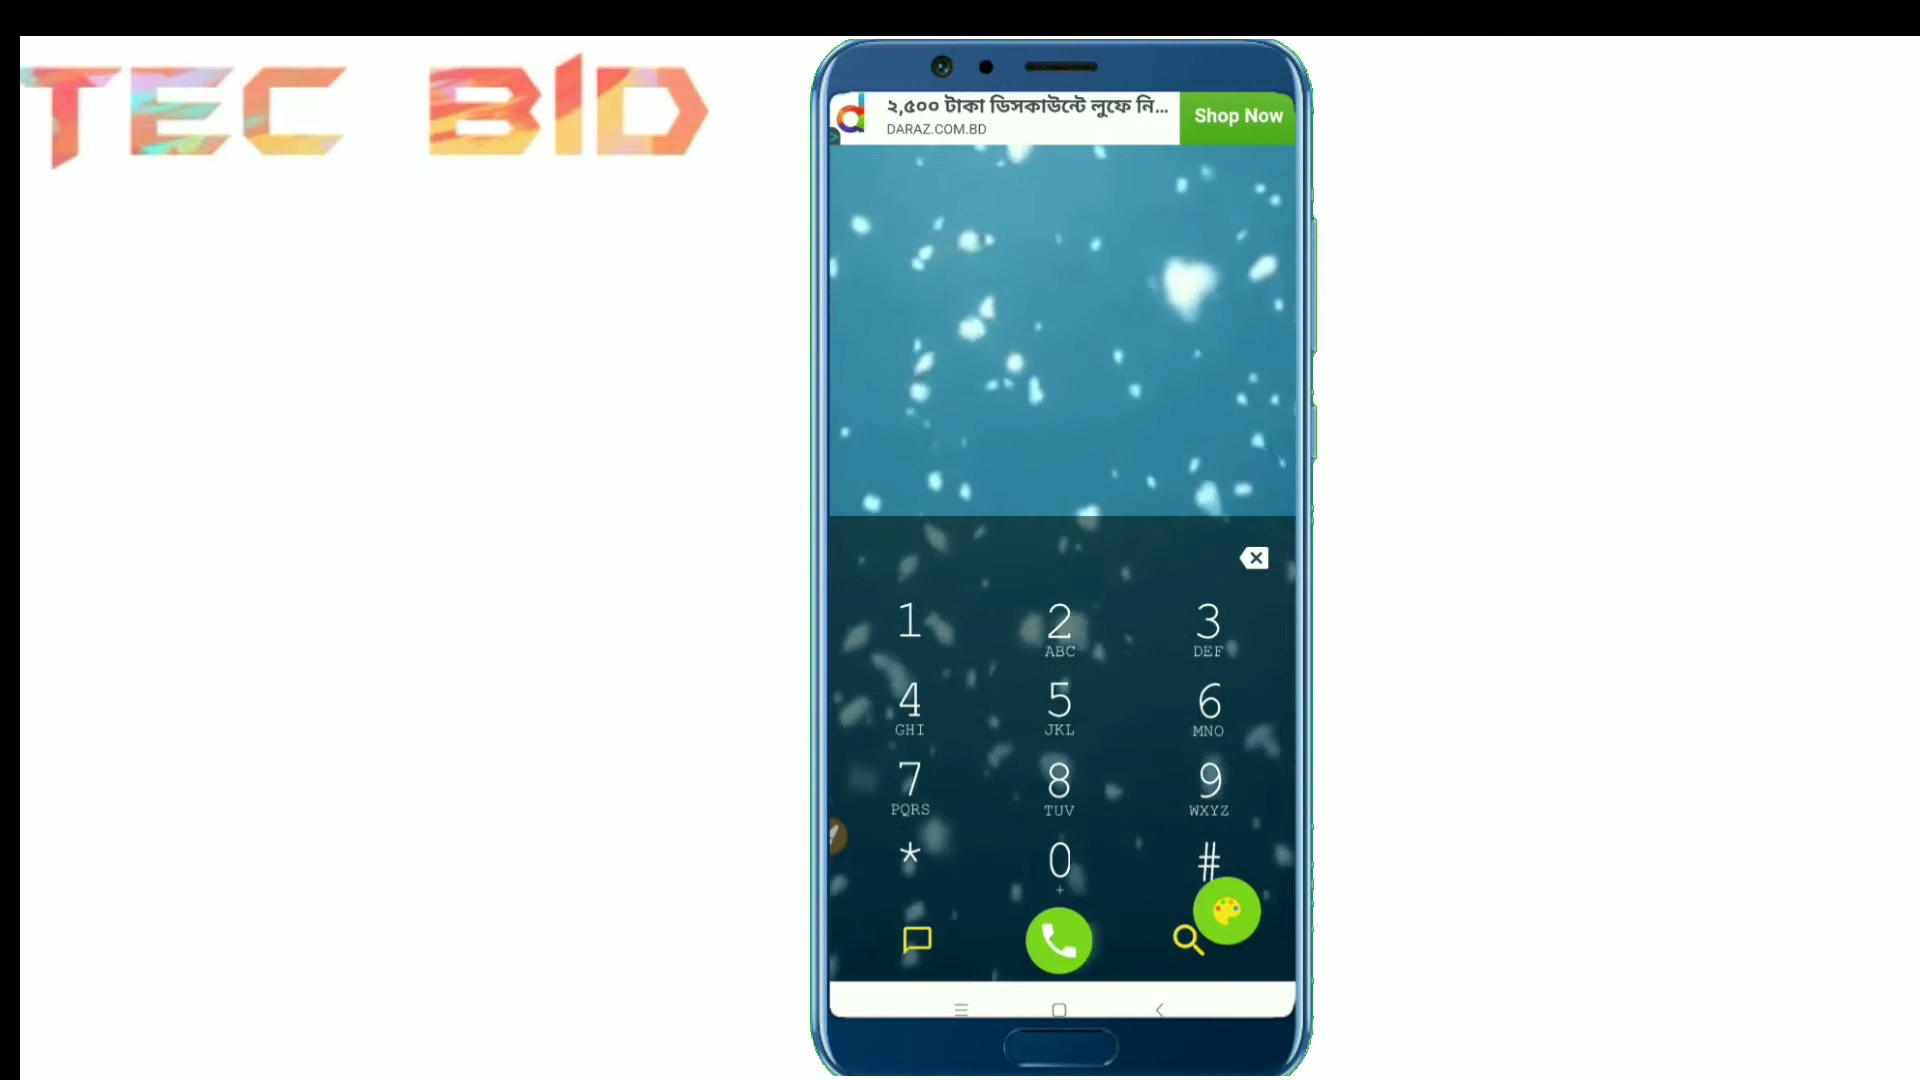 TEC BID
২,৫০০ টাকা ডিসকাউন্টে লুফে নি...
DARAZ.COM.BD
Shop Now
1
2
ABC
3
DEF
4
GHI
5
JKL
6
MNO
7
PQRS
8
TUV
9
WXYZ
*
0
+
#